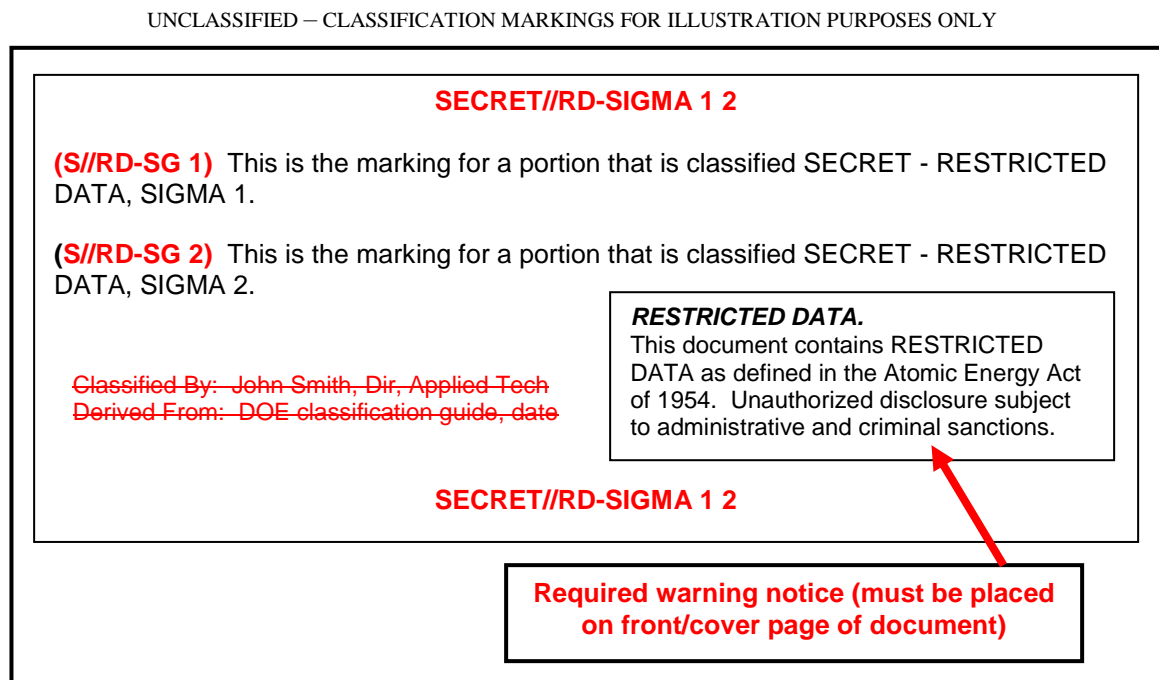 UNCLASSIFIED – CLASSIFICATION MARKINGS FOR ILLUSTRATION PURPOSES ONLY
SECRET//RD-SIGMA 1 2
(S//RD-SG 1) This is the marking for a portion that is classified SECRET - RESTRICTED
DATA, SIGMA 1.
(S//RD-SG 2) This is the marking for a portion that is classified SECRET - RESTRICTED
DATA, SIGMA 2.
RESTRICTED DATA.
This document contains RESTRICTED
DATA as defined in the Atomic Energy Act
of 1954. Unauthorized disclosure subject
to administrative and criminal sanctions.
Classified By: John Smith, Dir, Applied Tech
Derived From: DOE classification guide, date
SECRET//RD-SIGMA 1 2
Required warning notice (must be placed
on front/cover page of document)